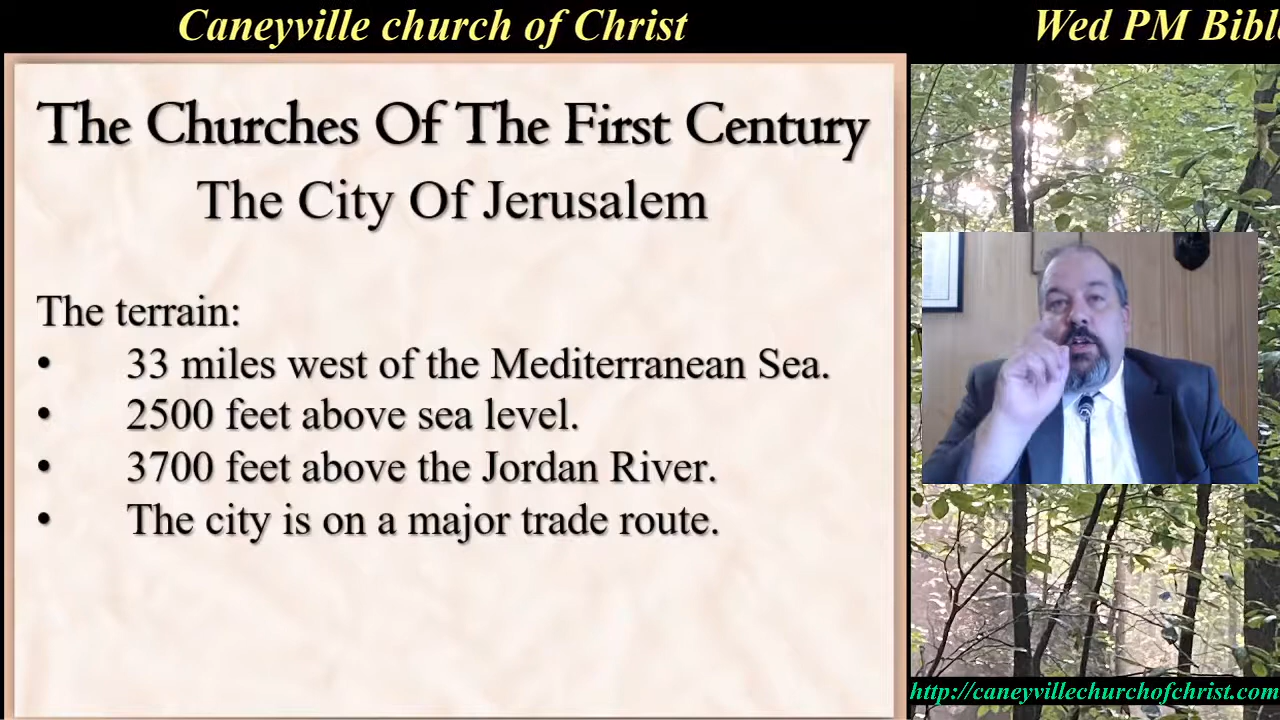 Caneyville church of Christ
Wed PM Bible
The Churches Of The First Century
The City Of Jerusalem
The terrain:
• 33 miles west of the Mediterranean Sea.
• 2500 feet above sea level.
• 3700 feet above the Jordan River.
• The city is on a major trade route.
http://caneyvillechurchofchrist.com